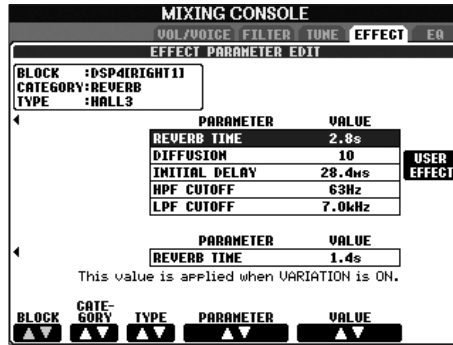 MIXING CONSOLE
VOL/VOICE FILTER TUNE EFFECT EQ
EFFECT PARAMETER EDIT
BLOCK :DSP4[RIGHT1]
CATEGORY:REVERB
TYPE :HALL3
PARAMETER VALUE
REVERB TIME 2.8s
DIFFUSION 10
INITIAL DELAY 28.4ms
HPF CUTOFF 63Hz
LPF CUTOFF 7.0kHz
USER
EFFECT
PARAMETER VALUE
REVERB TIME 1.4s
This value is applied when VARIATION is ON.
BLOCK CATE-
GORY TYPE PARAMETER VALUE